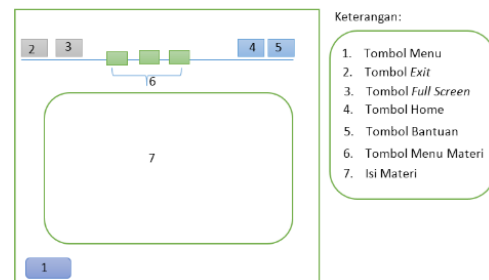 2
3
4
5
6
7
1
Keterangan:
1. Tombol Menu
2. Tombol Exit
3. Tombol Full Screen
4. Tombol Home
5. Tombol Bantuan
6. Tombol Menu Materi
7. Isi Materi